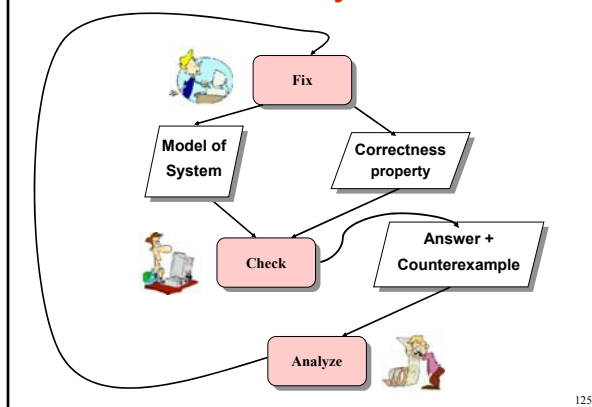 Fix
Model of
System
Correctness
property
Check
Answer +
Counterexample
Analyze
125